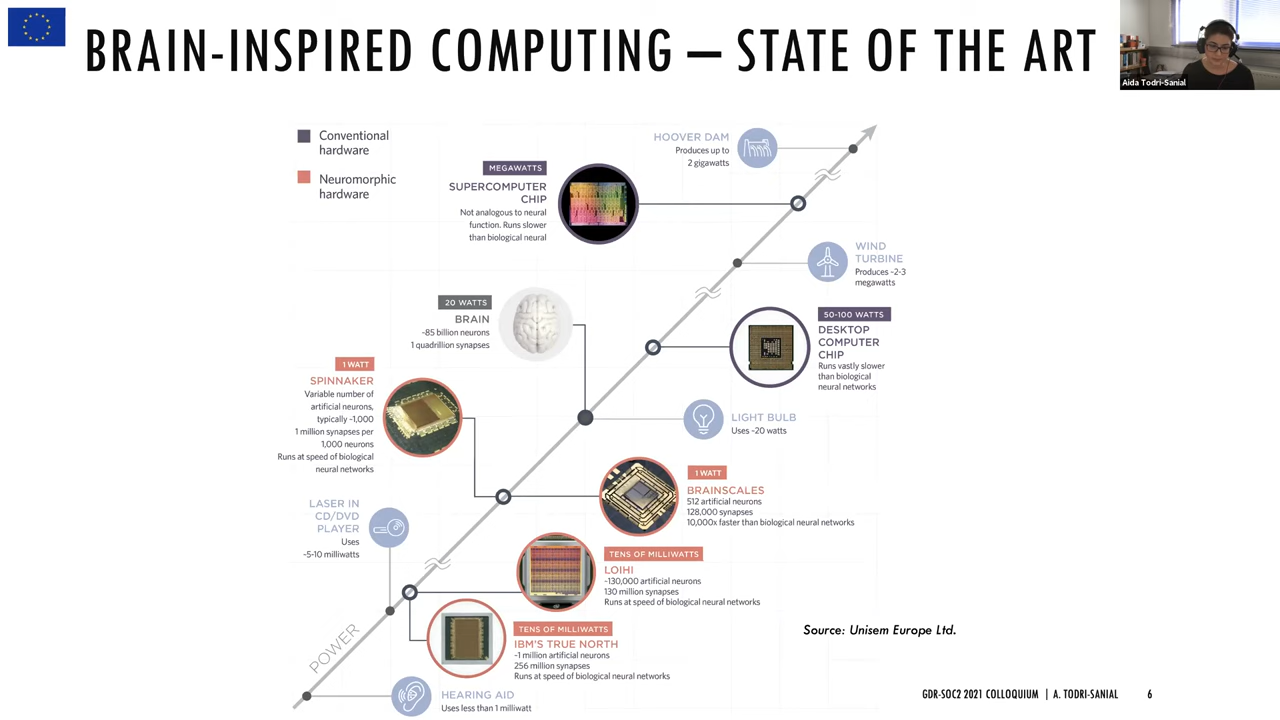 BRAIN-INSPIRED COMPUTING – STATE OF THE ART
Aida Todri-Sanial
Conventional
hardware
Neuromorphic
hardware
HOOVER DAM
Produces up to
2 gigawatts
MEGAWATTS
SUPERCOMPUTER
CHIP
Not analogous to neural
function. Runs slower
than biological neural
WIND
TURBINE
Produces ~2-3
megawatts
20 WATTS
BRAIN
~85 billion neurons
1 quadrillion synapses
50-100 WATTS
DESKTOP
COMPUTER
CHIP
Runs vastly slower
than biological
neural networks
1 WATT
SPINNAKER
Variable number of
artificial neurons,
typically ~1,000
1 million synapses per
1,000 neurons
Runs at speed of biological
neural networks
LIGHT BULB
Uses ~20 watts
1 WATT
BRAINSCALES
512 artificial neurons
128,000 synapses
10,000x faster than biological neural networks
LASER IN
CD/DVD
PLAYER
Uses
~5-10 milliwatts
TENS OF MILLIWATTS
LOIHI
~130,000 artificial neurons
130 million synapses
Runs at speed of biological neural networks
TENS OF MILLIWATTS
IBM'S TRUE NORTH
~1 million artificial neurons
256 million synapses
Runs at speed of biological neural networks
POWER
HEARING AID
Uses less than 1 milliwatt
Source: Unisem Europe Ltd.
GDR-SOC2 2021 COLLOQUIUM | A. TODRI-SANIAL 6